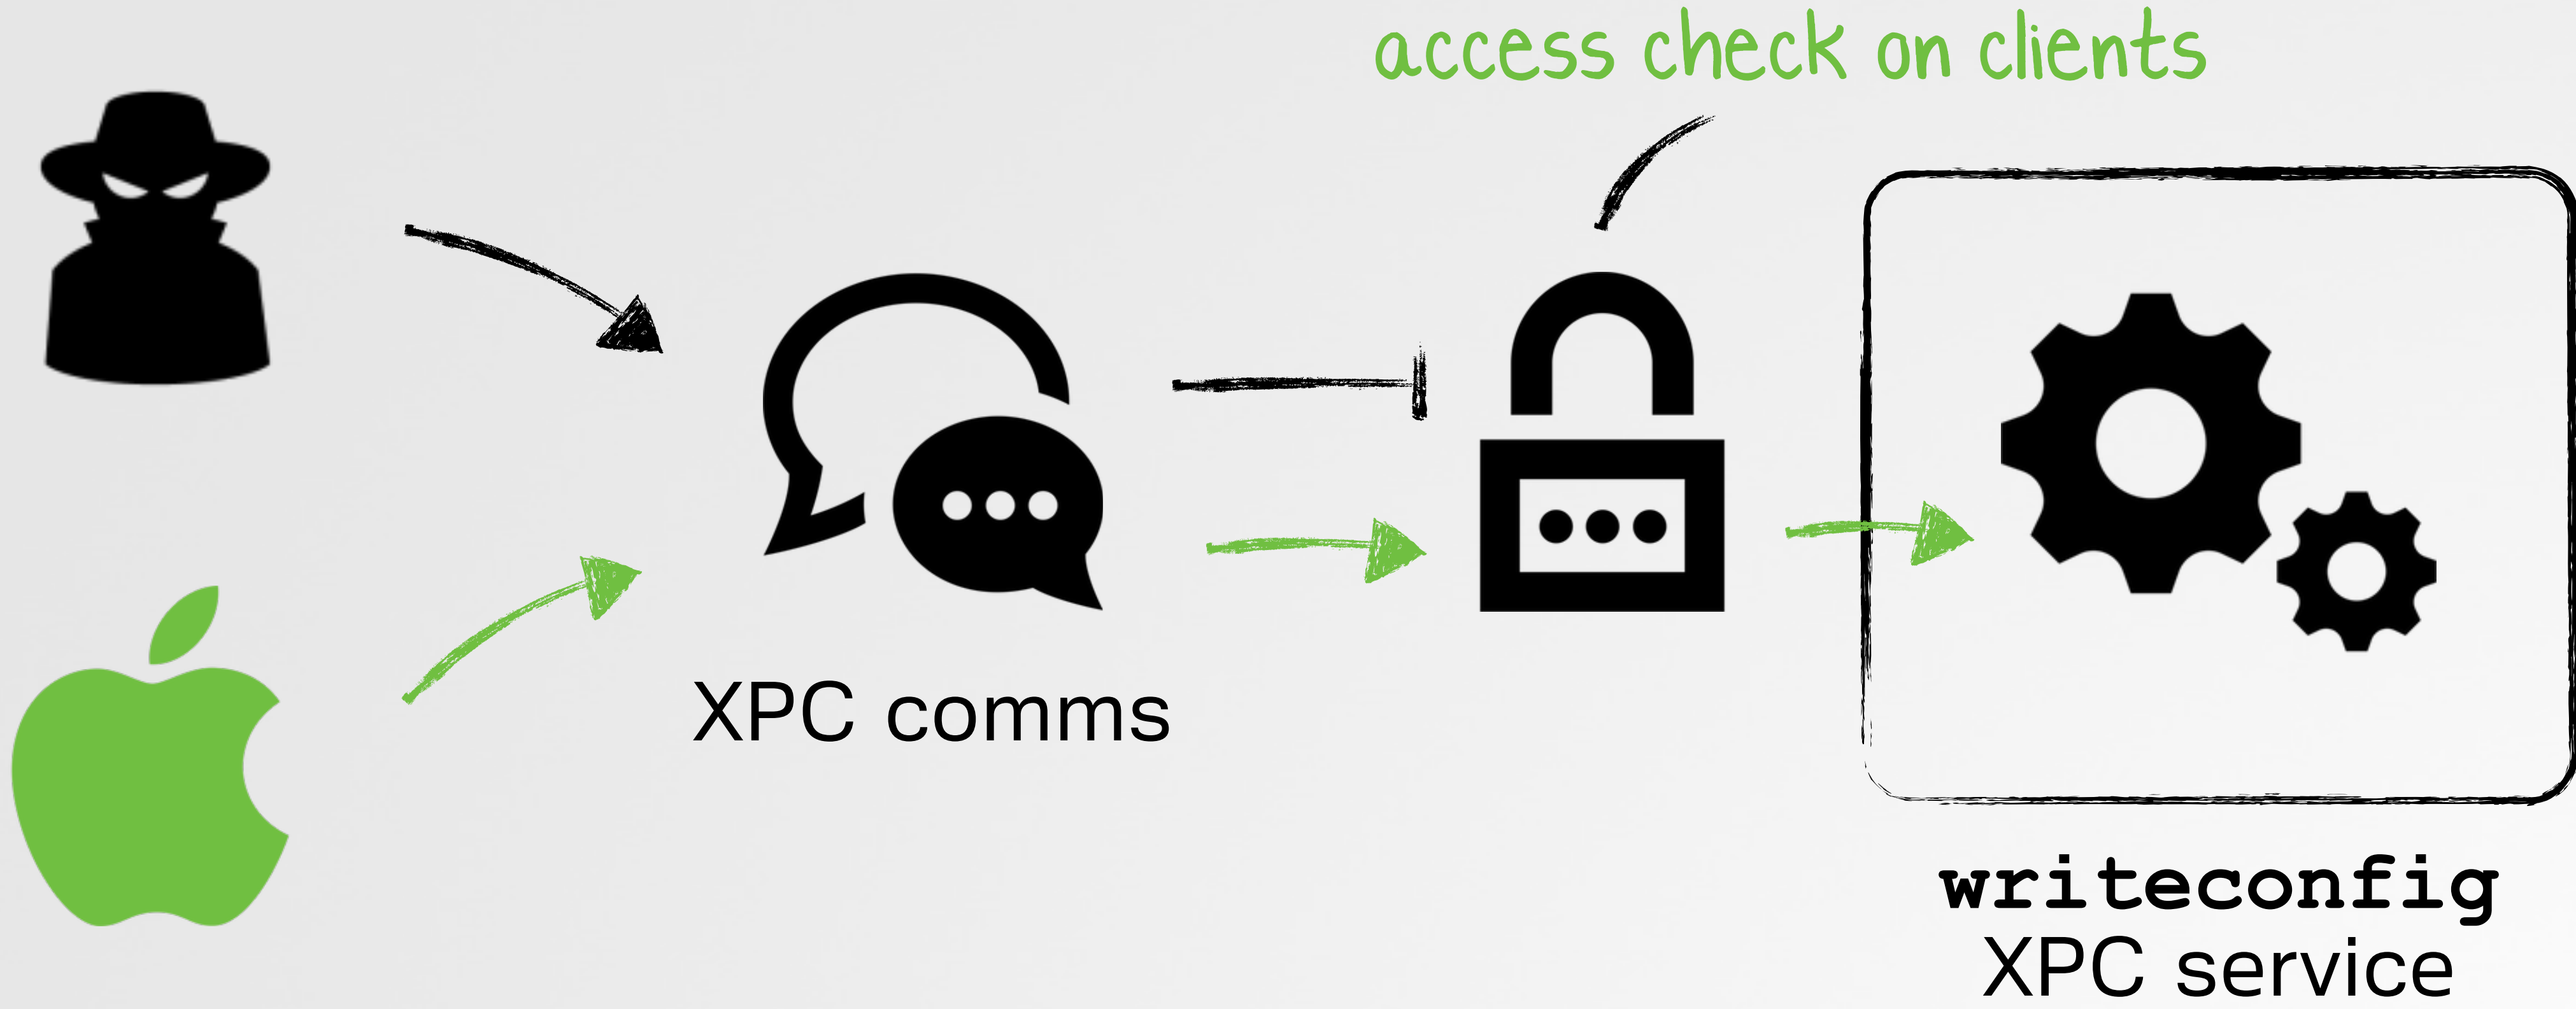 access check on clients
XPC comms
writeconfig
XPC service